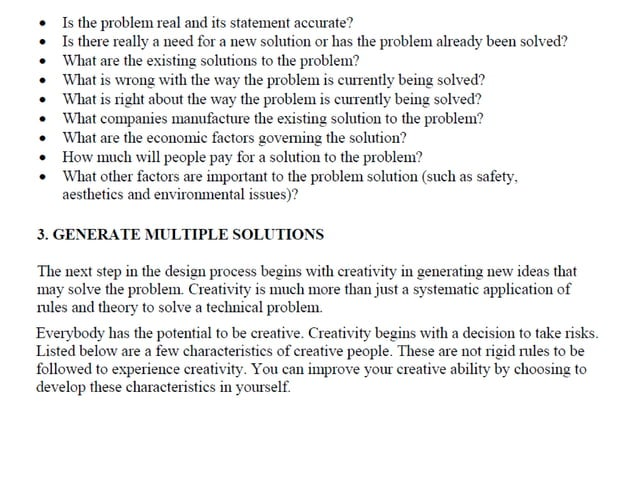 • Is the problem real and its statement accurate?
• Is there really a need for a new solution or has the problem already been solved?
• What are the existing solutions to the problem?
• What is wrong with the way the problem is currently being solved?
• What is right about the way the problem is currently being solved?
• What companies manufacture the existing solution to the problem?
• What are the economic factors governing the solution?
• How much will people pay for a solution to the problem?
• What other factors are important to the problem solution (such as safety,
aesthetics and environmental issues)?
3. GENERATE MULTIPLE SOLUTIONS
The next step in the design process begins with creativity in generating new ideas that
may solve the problem. Creativity is much more than just a systematic application of
rules and theory to solve a technical problem.
Everybody has the potential to be creative. Creativity begins with a decision to take risks.
Listed below are a few characteristics of creative people. These are not rigid rules to be
followed to experience creativity. You can improve your creative ability by choosing to
develop these characteristics in yourself.